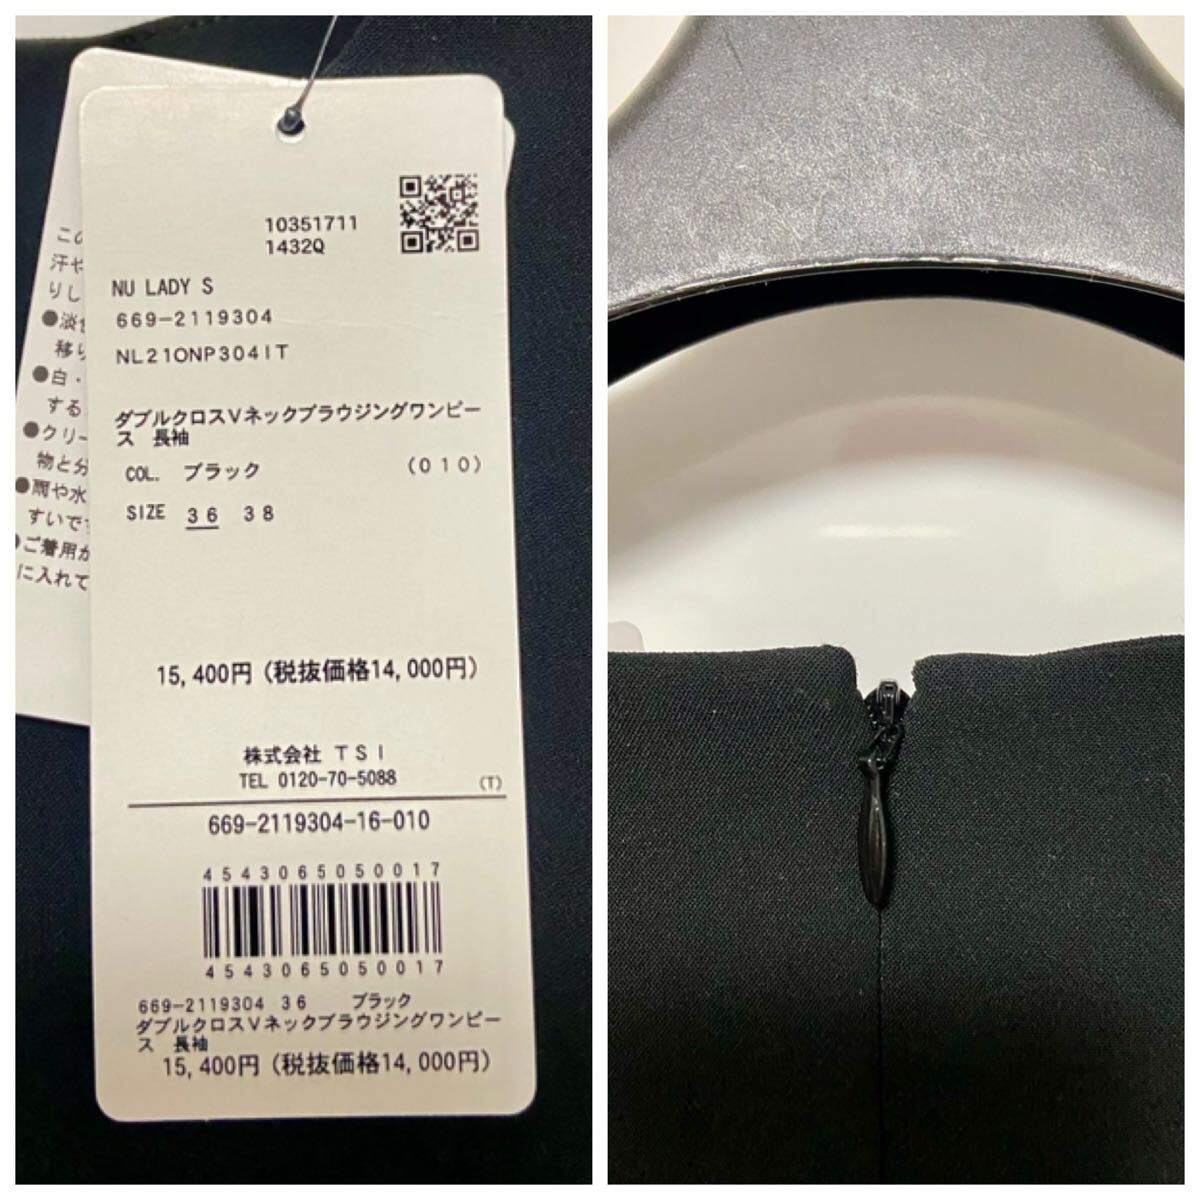 10351711
1432Q
NU LADY S
669-2119304
NL21ONP304IT
ダブルクロスVネックブラウジングワンピー
ス 長袖
COL. ブラック (010)
SIZE 36 38
15,400円 (税抜価格14,000円)
株式会社 TSI
TEL 0120-70-5088
(T)
669-2119304-16-010
4543065050017
4543065050017
669-2119304 36 ブラック
ダブルクロスVネックブラウジングワンピー
ス 長袖
15,400円 (税抜価格14,000円)
汗や
りし
●淡色
移り
●白・
する
●クリー
物と分
●雨や水
すいです
ご着用が
に入れて